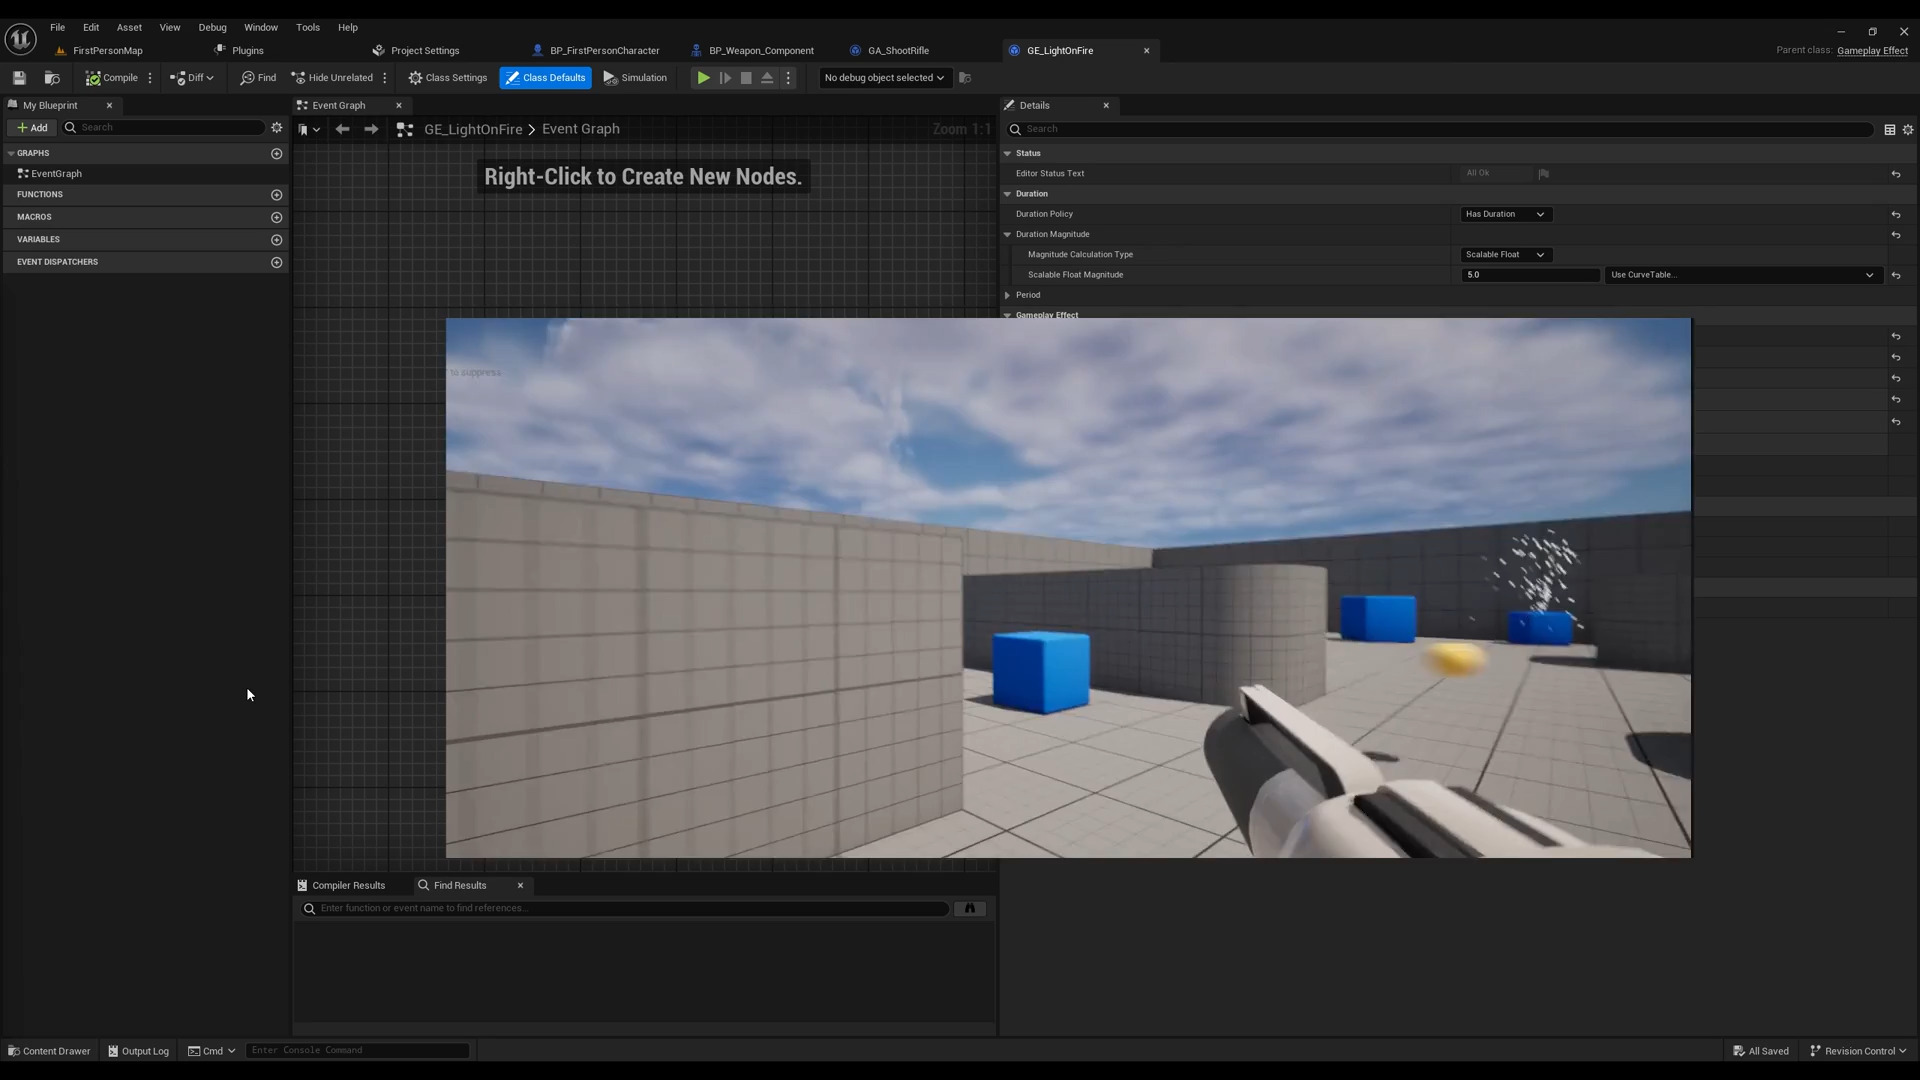 File Edit Asset View Debug Window Tools Help
FirstPersonMap Plugins Project Settings BP_FirstPersonCharacter BP_Weapon_Component GA_ShootRifle GE_LightOnFire Parent class: Gameplay Effect
Compile Diff Find Hide Unrelated Class Settings Class Defaults Simulation No debug object selected
My Blueprint Event Graph Details
Add Search GE_LightOnFire > Event Graph Zoom 1:1 Search
GRAPHS
EventGraph
FUNCTIONS
MACROS
VARIABLES
EVENT DISPATCHERS
Right-Click to Create New Nodes.
Status
Editor Status Text All Ok
Duration
Duration Policy Has Duration
Duration Magnitude
Magnitude Calculation Type Scalable Float
Scalable Float Magnitude 5.0 Use CurveTable...
Period
Gameplay Effect
' to suppress
Compiler Results Find Results
Enter function or event name to find references...
Content Drawer Output Log Cmd Enter Console Command All Saved Revision Control